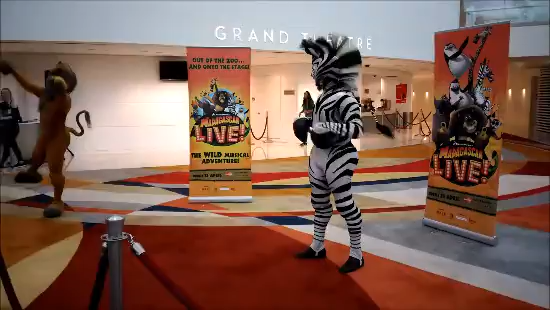 GRAND THEATRE
OUT OF THE ZOO...
AND ONTO THE STAGE!
MADAGASCAR
LIVE!
THE WILD MUSICAL
ADVENTURE!
MADAGASCAR
LIVE!